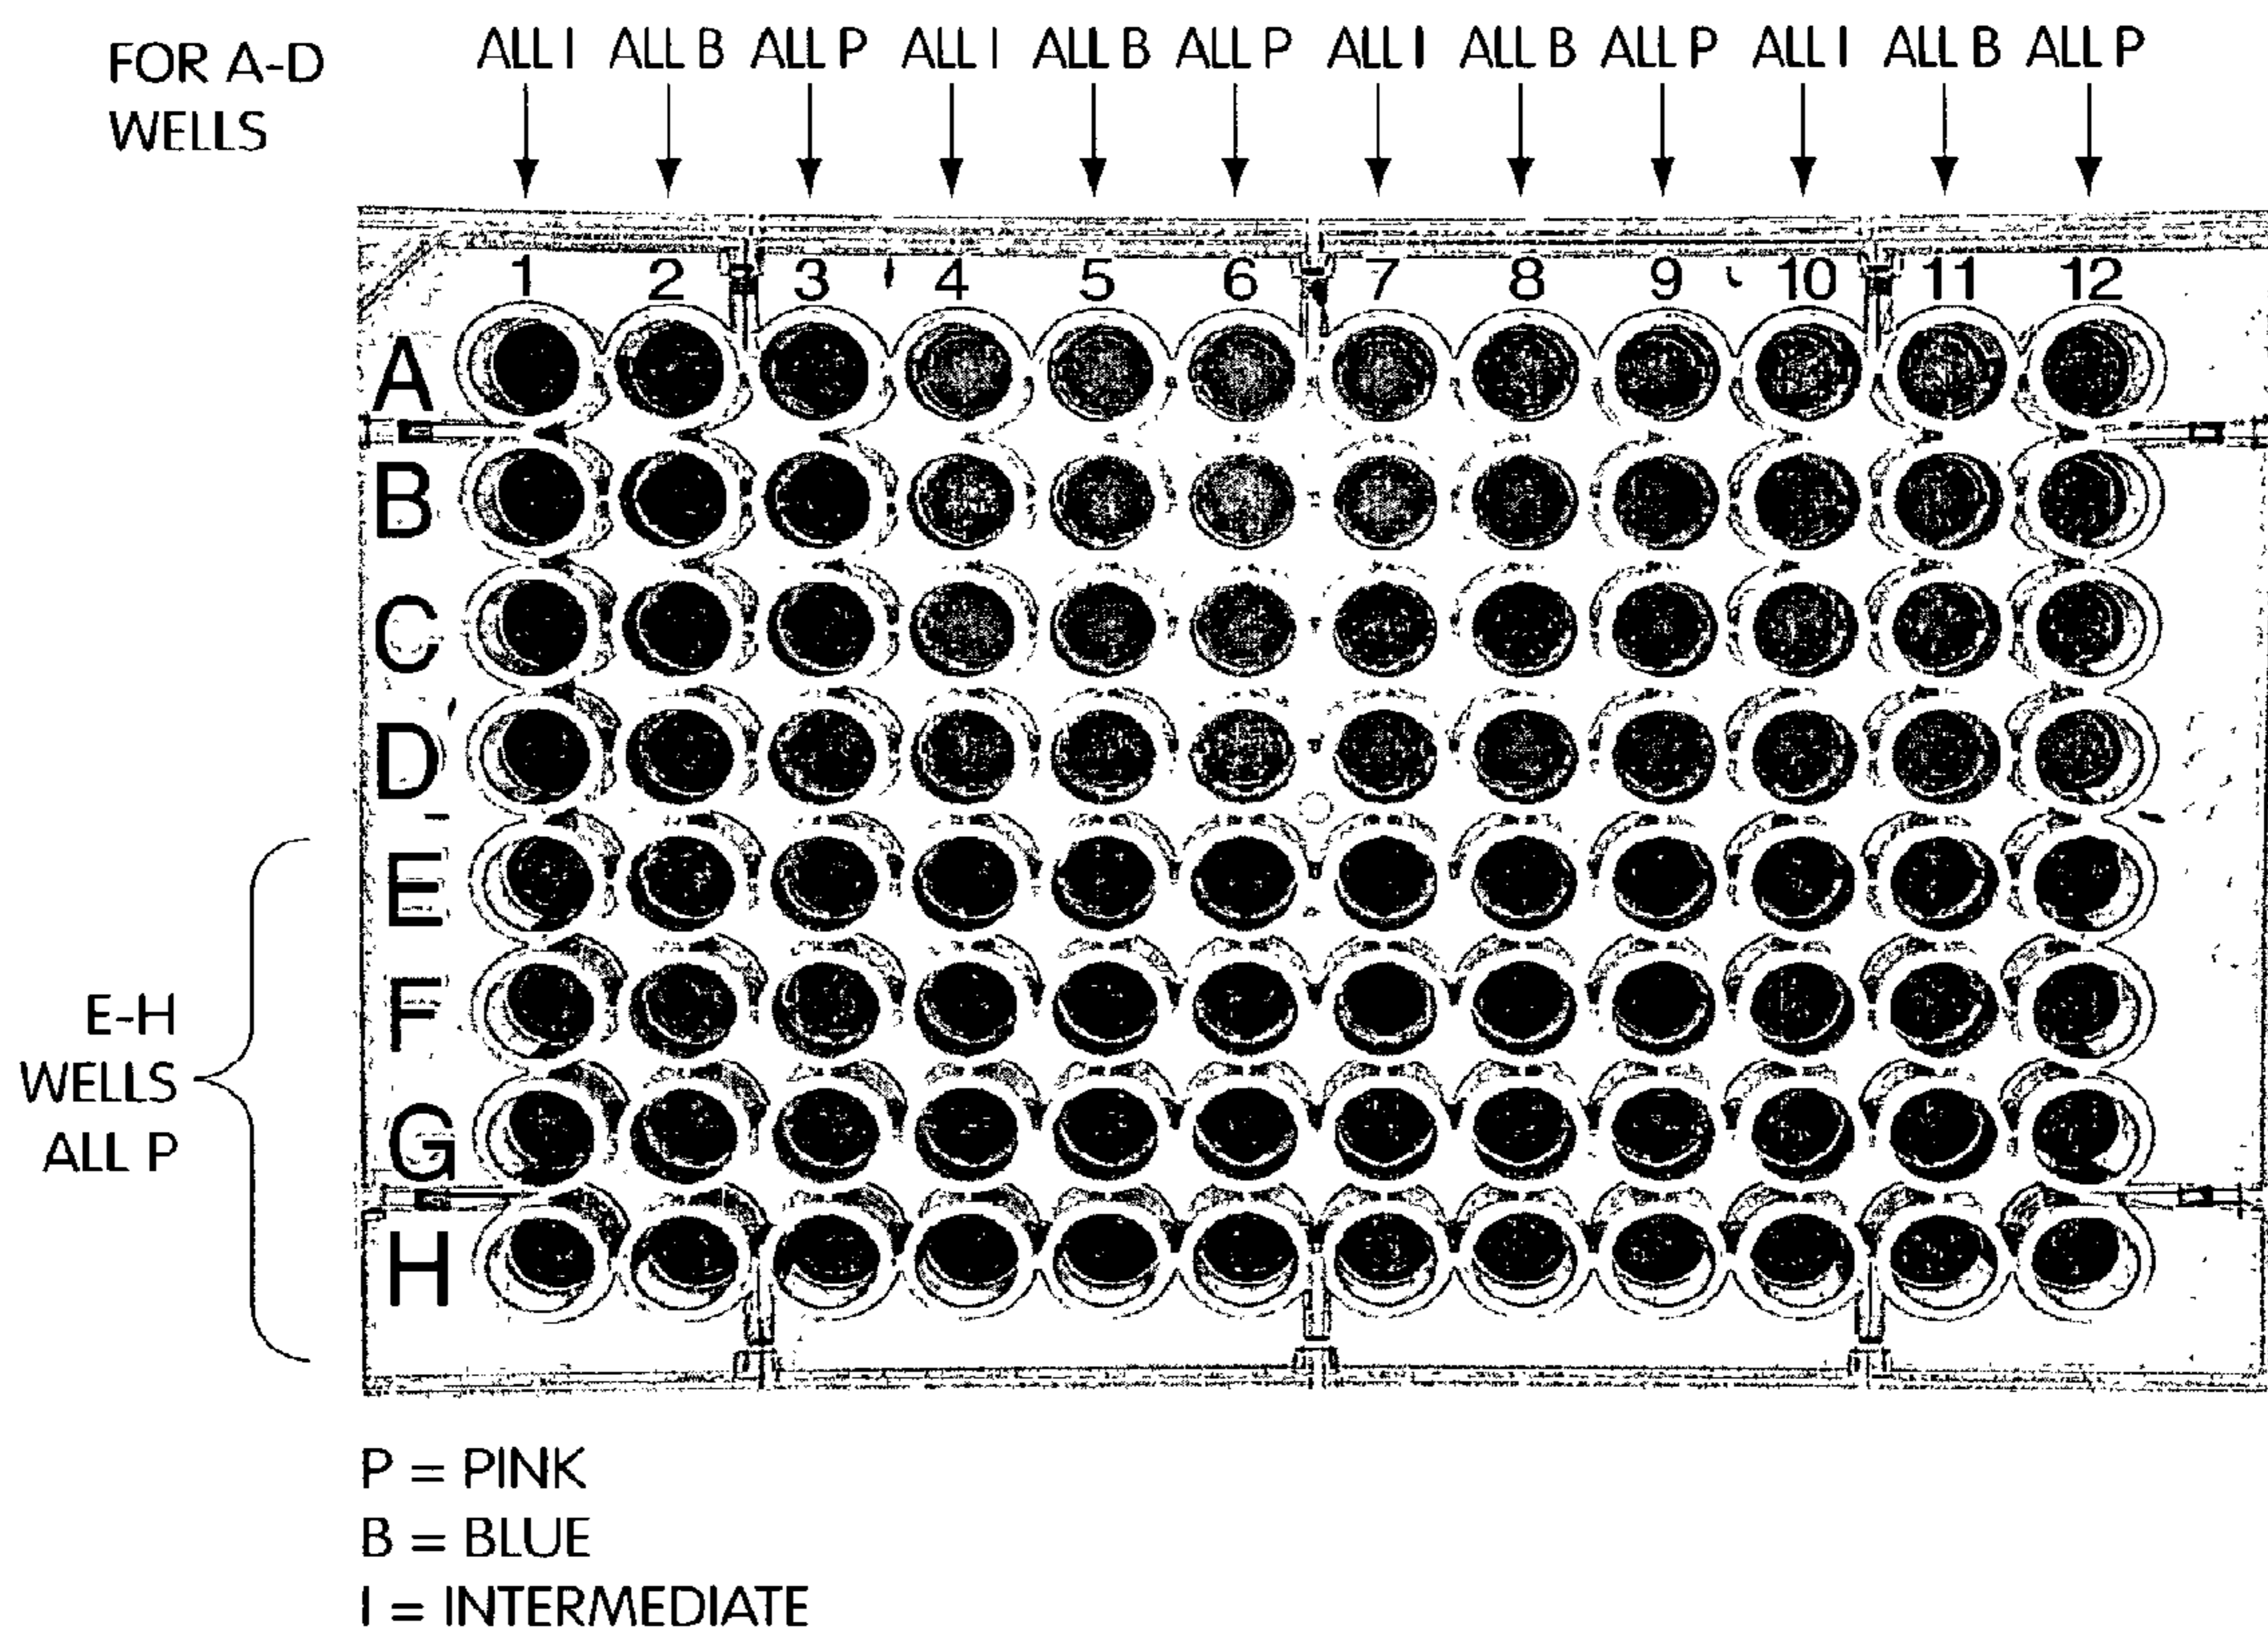 FOR A-D
WELLS
ALL I ALL B ALL P ALL I ALL B ALL P ALL I ALL B ALL P ALL I ALL B ALL P
1 2 3 4 5 6 7 8 9 10 11 12
A
B
C
D
E
F
G
H
E-H
WELLS
ALL P
P = PINK
B = BLUE
I = INTERMEDIATE